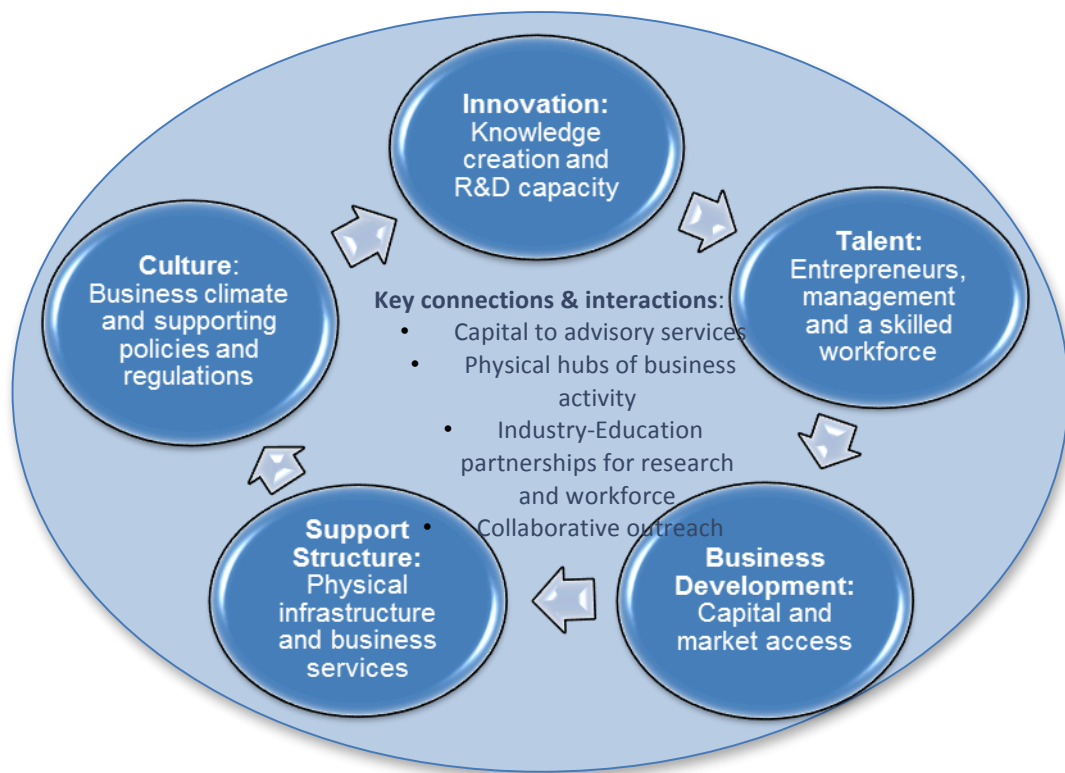 Innovation:
Knowledge
creation and
R&D capacity
Talent:
Entrepreneurs,
management
and a skilled
workforce
Business
Development:
Capital and
market access
Support
Structure:
Physical
infrastructure
and business
services
Culture:
Business climate
and supporting
policies and
regulations
Key connections & interactions:
• Capital to advisory services
• Physical hubs of business
activity
• Industry-Education
partnerships for research
and workforce
• Collaborative outreach